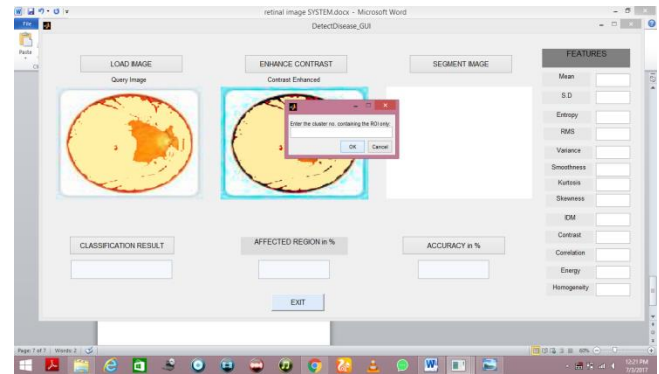 retinal image SYSTEM.docx - Microsoft Word
File
DetectDisease_GUI
Paste
LOAD IMAGE
ENHANCE CONTRAST
SEGMENT IMAGE
FEATURES
Query Image
Contrast Enhanced
Mean
S.D
Entropy
RMS
Variance
Smoothness
Kurtosis
Skewness
IDM
Contrast
Correlation
Energy
Homogeneity
Enter the cluster no. containing the ROI only:
OK
Cancel
CLASSIFICATION RESULT
AFFECTED REGION in %
ACCURACY in %
EXIT
Page: 7 of 7
Words: 2
60%
12:21 PM
7/3/2017